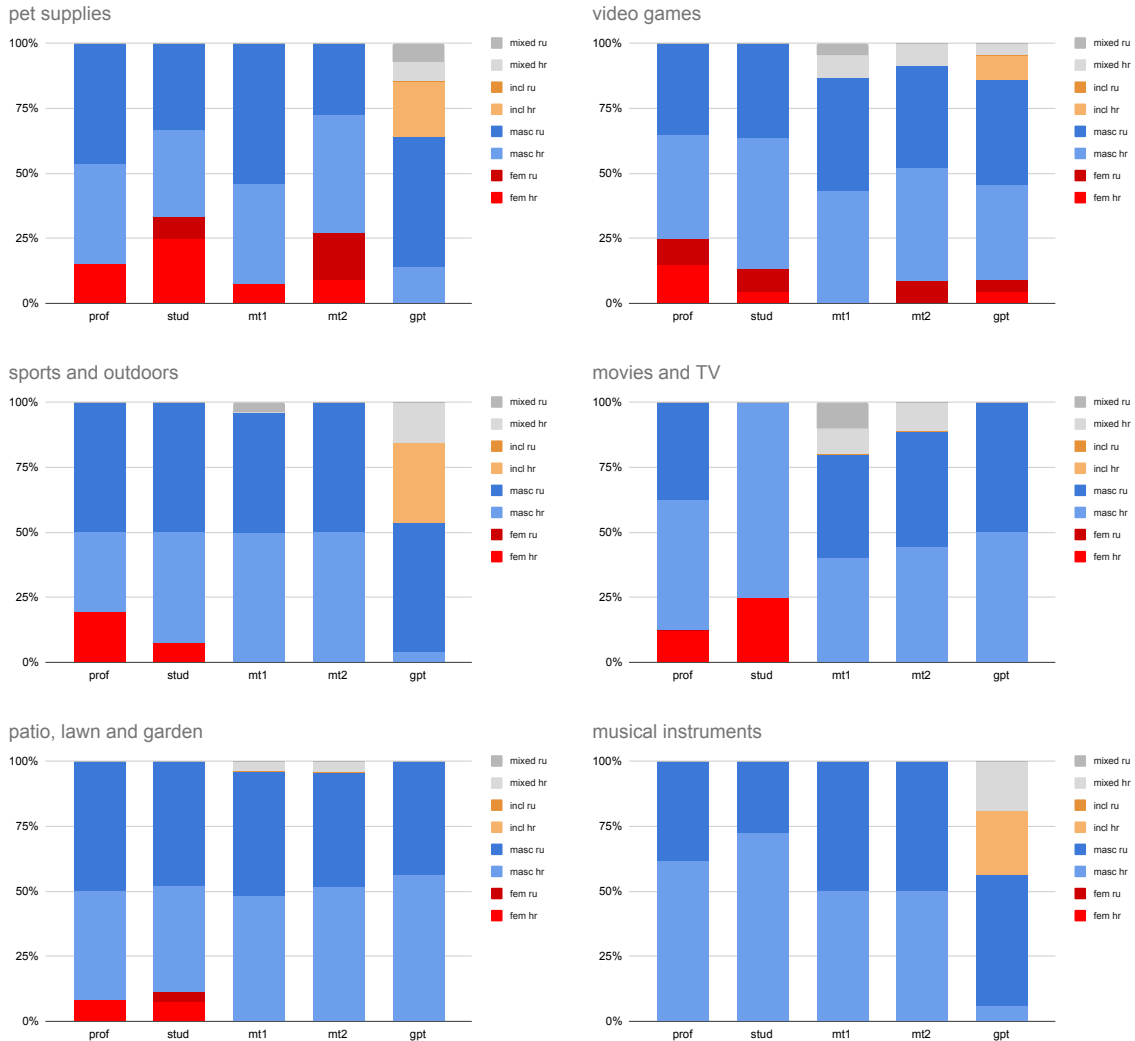 pet supplies
100%
75%
50%
25%
0%
prof stud mt1 mt2 gpt
mixed ru
mixed hr
incl ru
incl hr
masc ru
masc hr
fem ru
fem hr
video games
100%
75%
50%
25%
0%
prof stud mt1 mt2 gpt
mixed ru
mixed hr
incl ru
incl hr
masc ru
masc hr
fem ru
fem hr
sports and outdoors
100%
75%
50%
25%
0%
prof stud mt1 mt2 gpt
mixed ru
mixed hr
incl ru
incl hr
masc ru
masc hr
fem ru
fem hr
movies and TV
100%
75%
50%
25%
0%
prof stud mt1 mt2 gpt
mixed ru
mixed hr
incl ru
incl hr
masc ru
masc hr
fem ru
fem hr
patio, lawn and garden
100%
75%
50%
25%
0%
prof stud mt1 mt2 gpt
mixed ru
mixed hr
incl ru
incl hr
masc ru
masc hr
fem ru
fem hr
musical instruments
100%
75%
50%
25%
0%
prof stud mt1 mt2 gpt
mixed ru
mixed hr
incl ru
incl hr
masc ru
masc hr
fem ru
fem hr